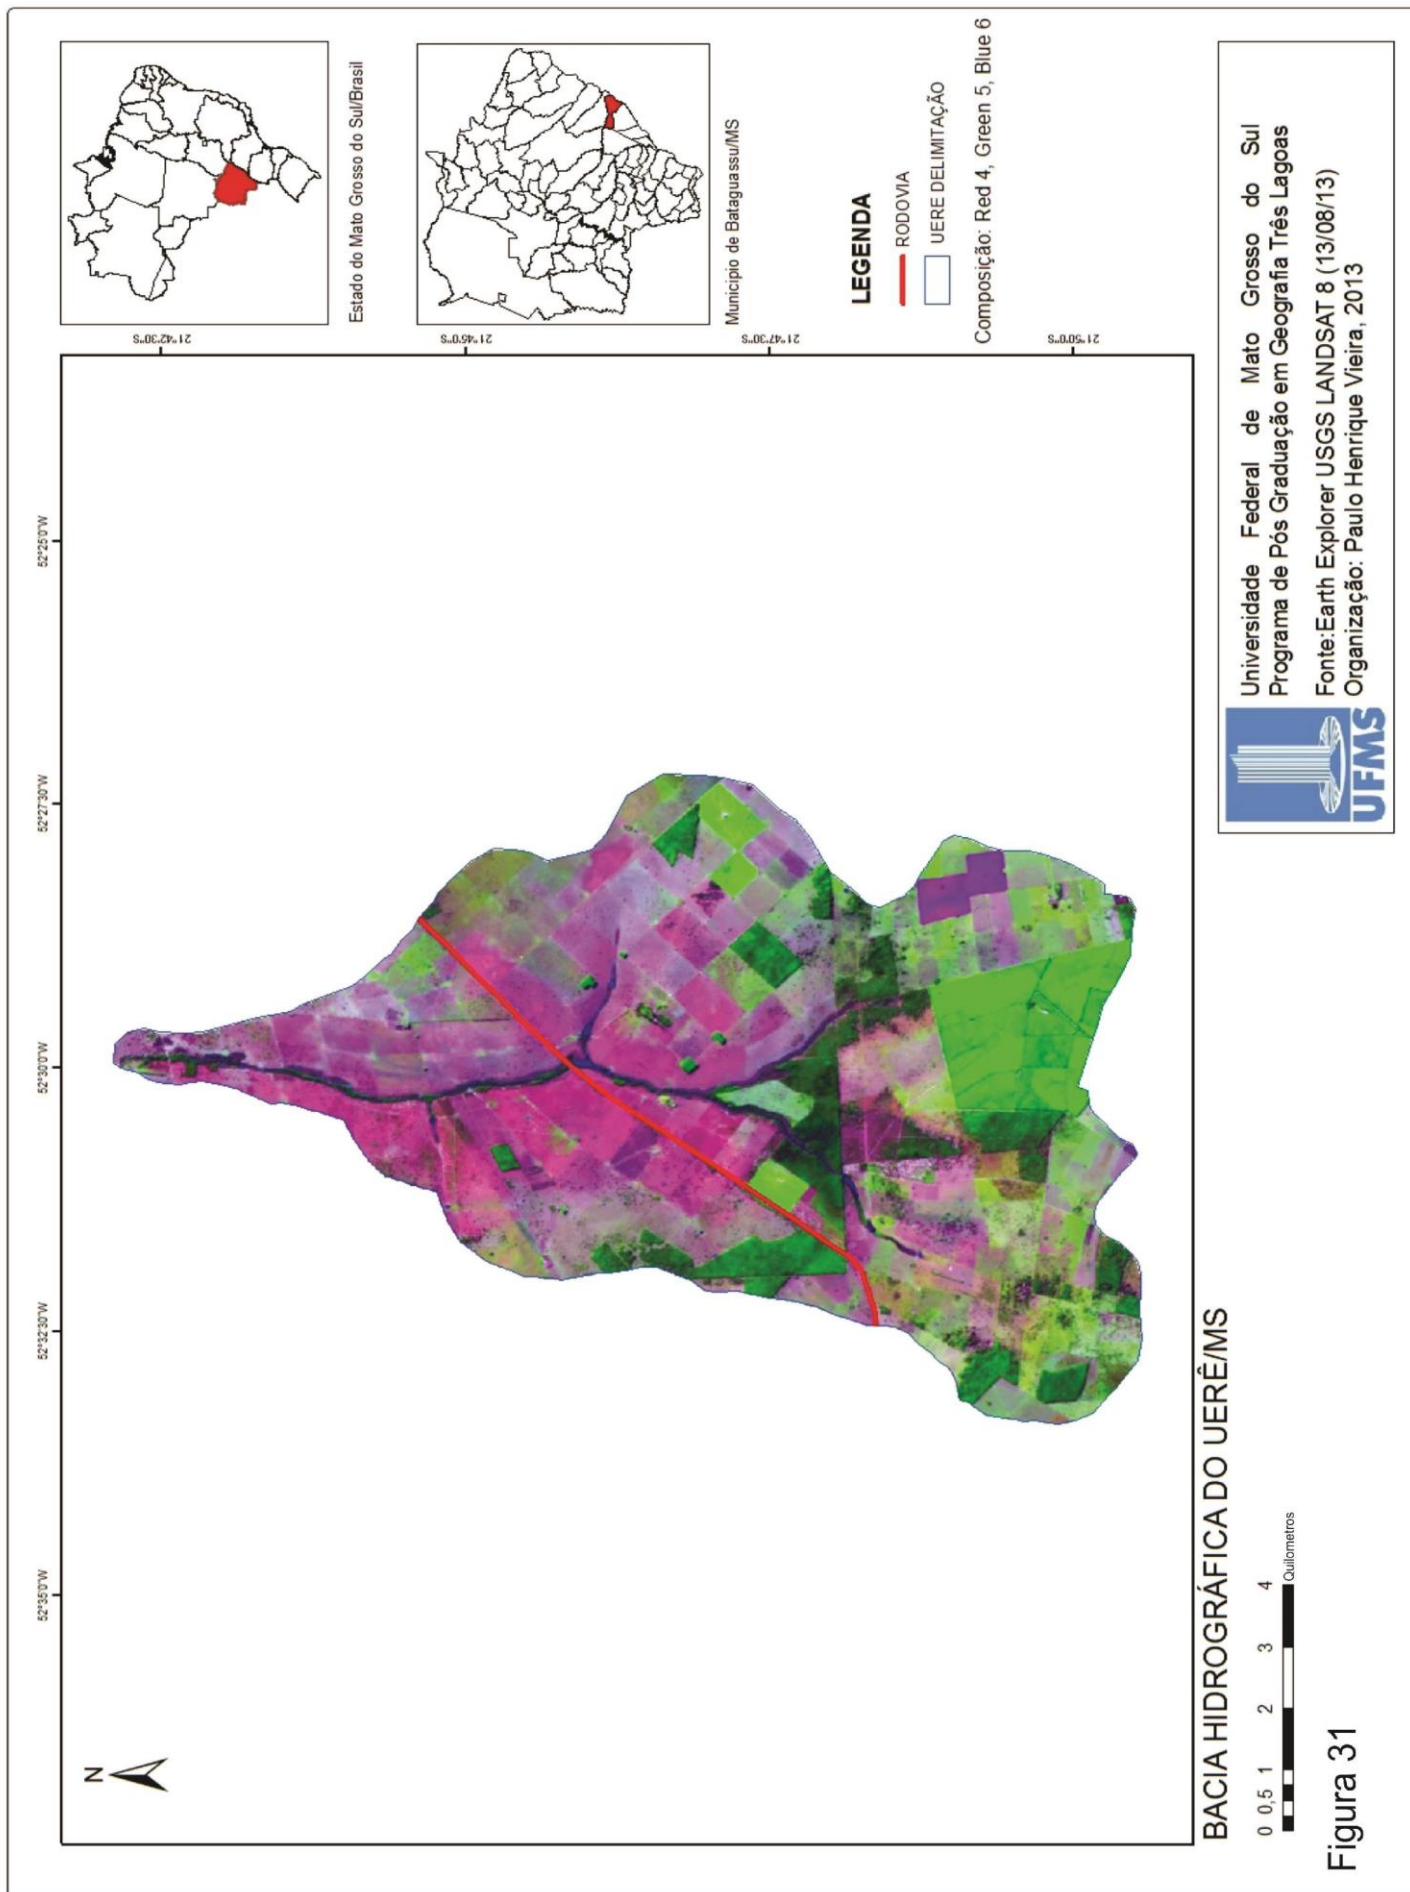 52°35'0"W
52°32'30"W
52°30'0"W
52°27'30"W
52°25'0"W
N
21°42'30"S
21°45'0"S
21°47'30"S
21°50'0"S
Estado do Mato Grosso do Sul/Brasil
Municipio de Bataguassu/MS
LEGENDA
RODOVIA
UERE DELIMITAÇÃO
Composição: Red 4, Green 5, Blue 6
BACIA HIDROGRÁFICA DO UERÊ/MS
0 0,5 1 2 3 4
Quilometros
Figura 31
UFMS
Universidade Federal de Mato Grosso do Sul
Programa de Pós Graduação em Geografia Três Lagoas
Fonte:Earth Explorer USGS LANDSAT 8 (13/08/13)
Organização: Paulo Henrique Vieira, 2013